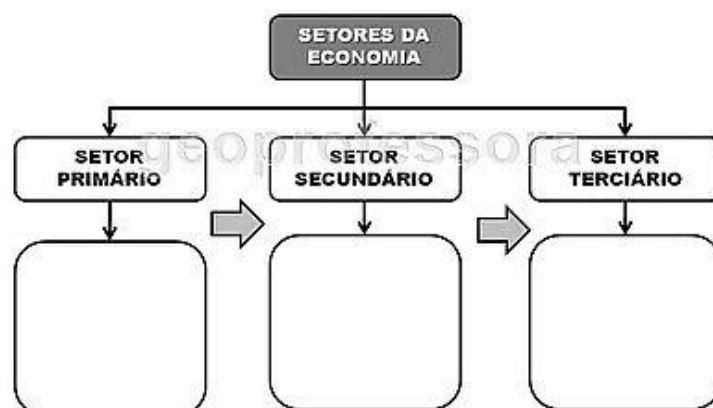 SETORES DA
ECONOMIA
geoprofessora
SETOR
PRIMÁRIO
SETOR
SECUNDÁRIO
SETOR
TERCIÁRIO